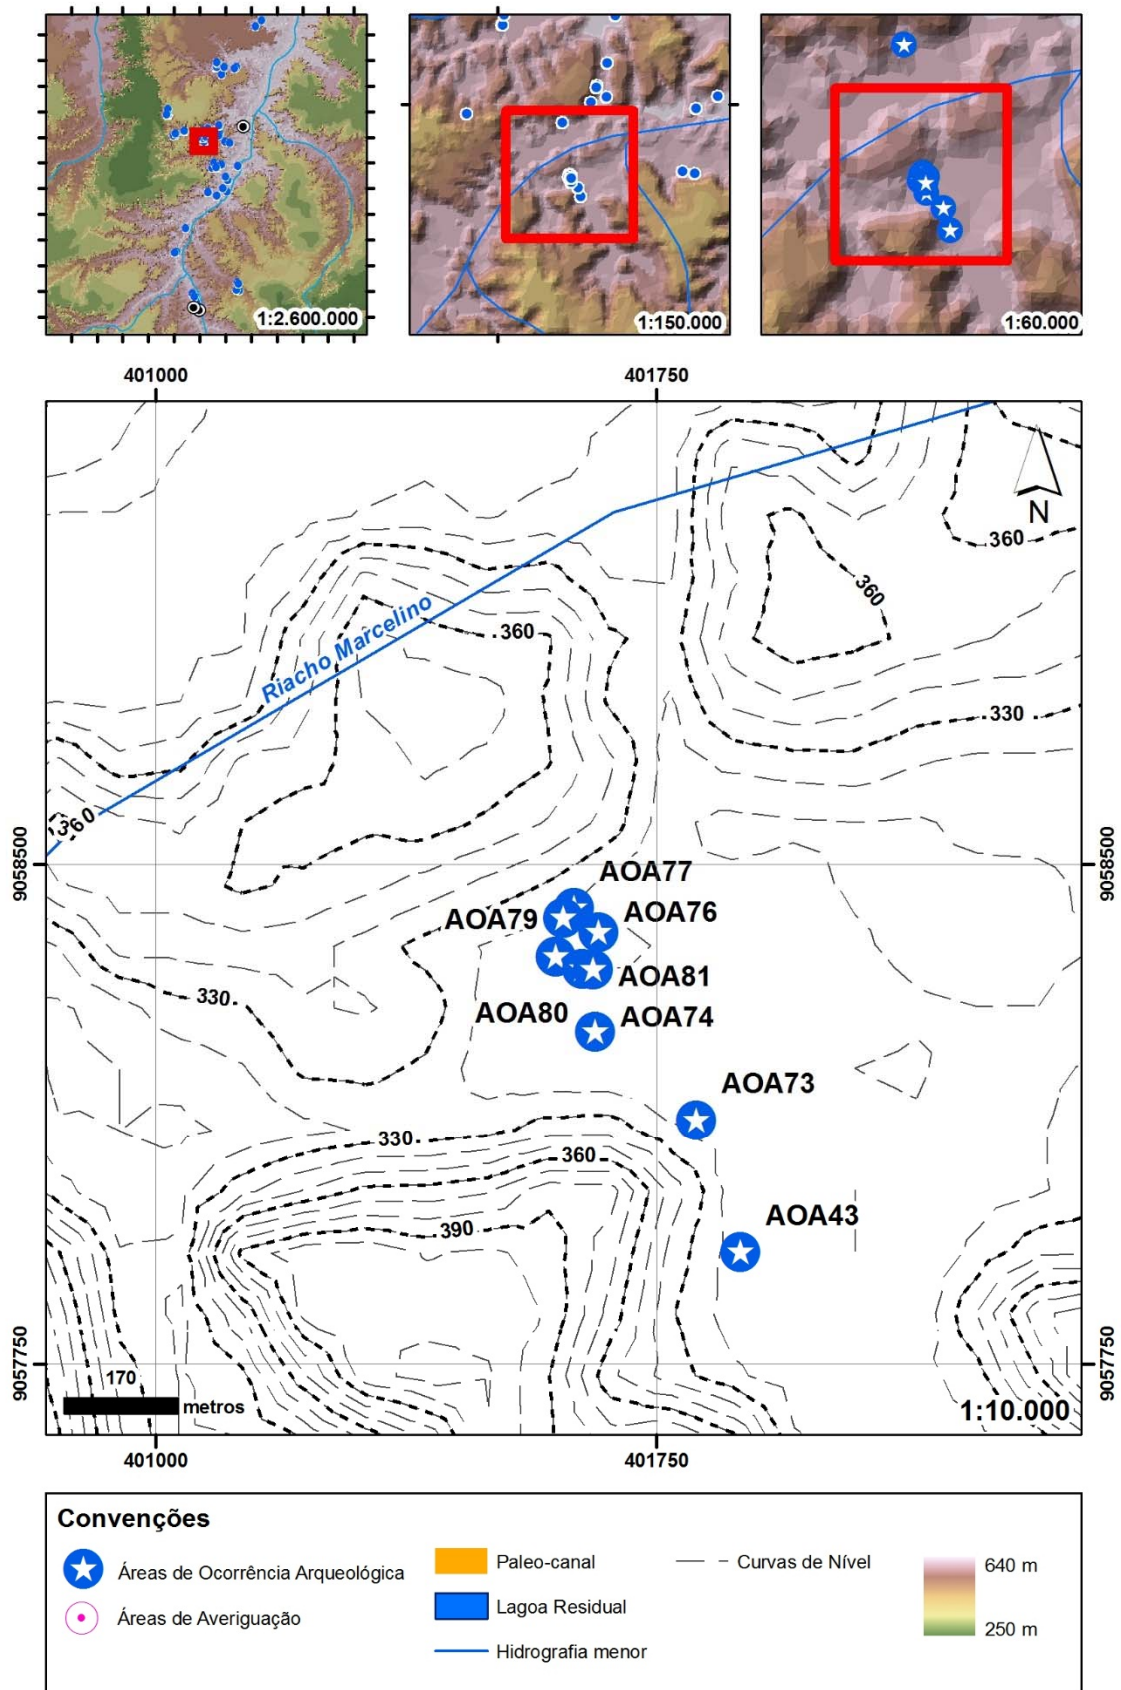 1:2.600.000
1:150.000
1:60.000
401000
401750
N
360
360
360
Riacho Marcelino
330
360
9058500
9058500
AOA77
AOA79
AOA76
AOA81
330
AOA80
AOA74
AOA73
330
360
AOA43
390
9057750
9057750
170
metros
1:10.000
401000
401750
Convenções
Áreas de Ocorrência Arqueológica
Áreas de Averiguação
Paleo-canal
Lagoa Residual
Hidrografia menor
Curvas de Nível
640 m
250 m